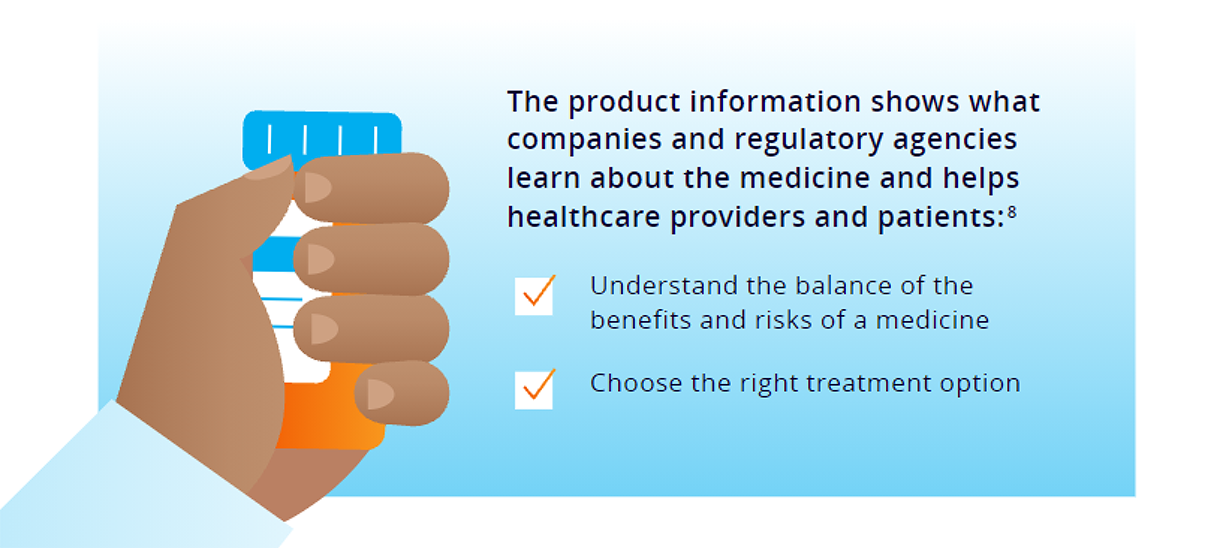 The product information shows what
companies and regulatory agencies
learn about the medicine and helps
healthcare providers and patients:⁸
Understand the balance of the
benefits and risks of a medicine
Choose the right treatment option